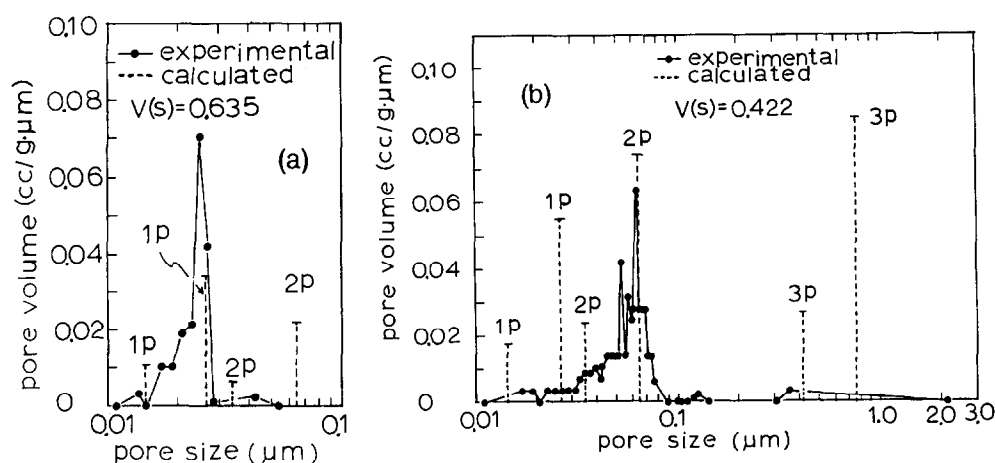 0.10
experimental
calculated
V(s)=0.635
(a)
0.08
0.06
0.04
0.02
0
pore volume (cc/g·μm)
1p
1p
2p
2p
0.01
0.1
pore size (μm)
0.10
experimental
calculated
V(s)=0.422
(b)
0.08
0.06
0.04
0.02
0
pore volume (cc/g·μm)
1p
1p
2p
2p
3p
3p
0.01
0.1
1.0
3.0
pore size (μm)